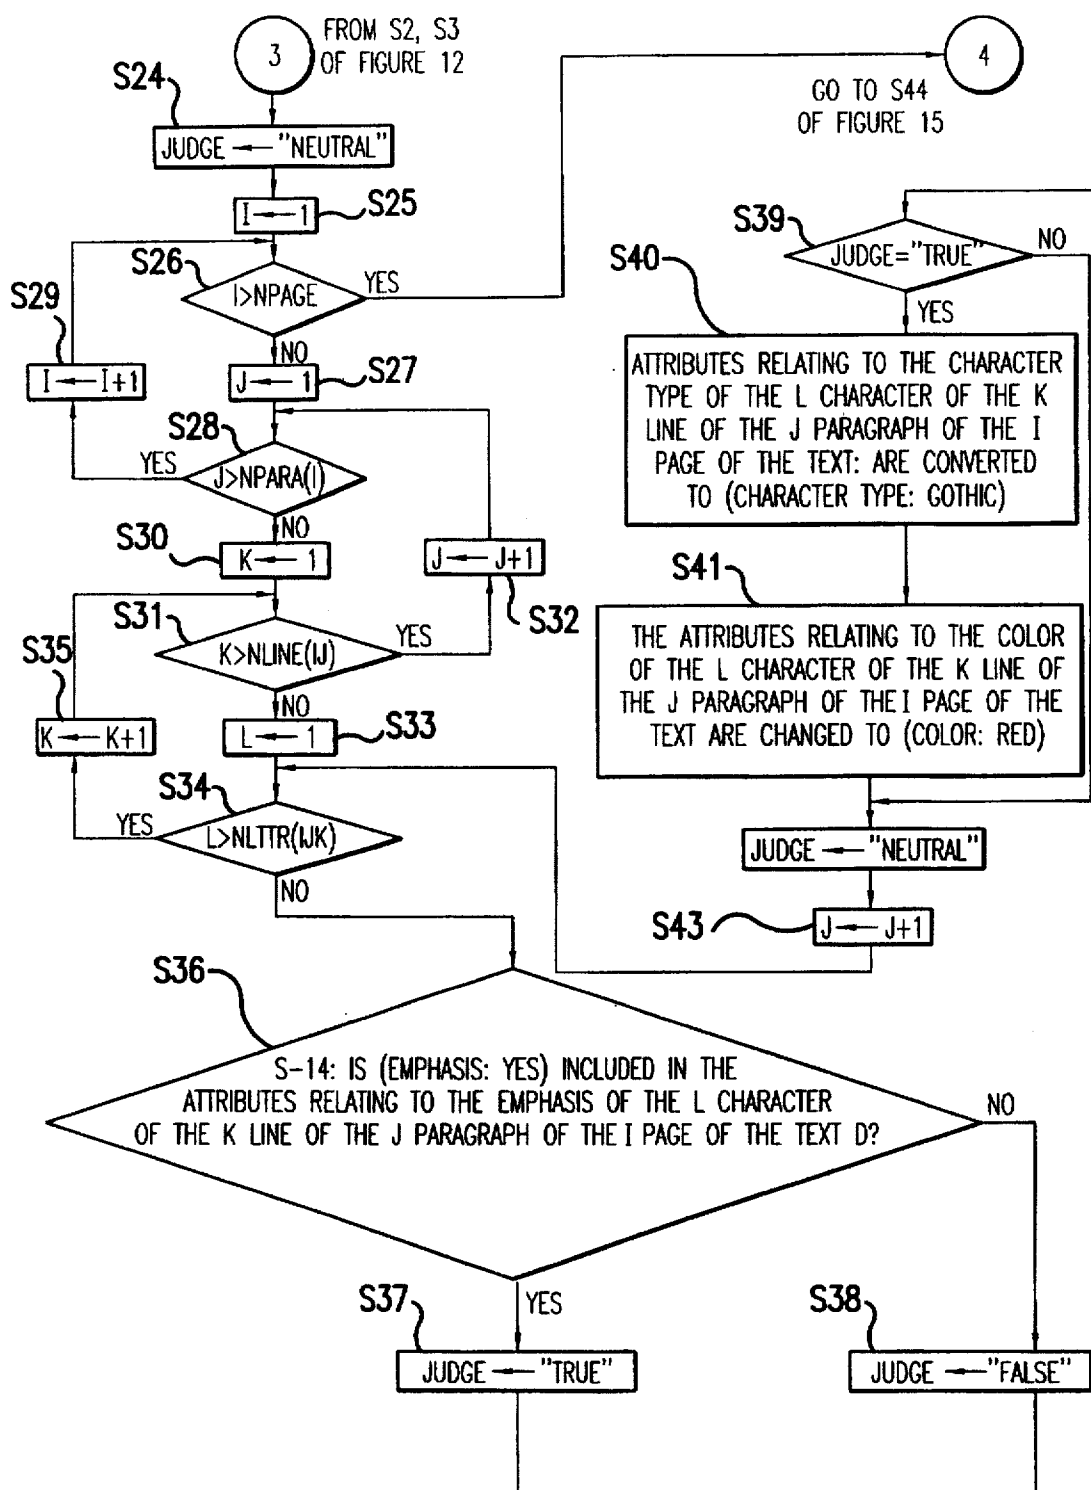 3
FROM S2, S3
OF FIGURE 12
4
GO TO S44
OF FIGURE 15
S24
JUDGE ← "NEUTRAL"
I ← 1
S25
S26
I>NPAGE
YES
NO
S29
I ← I+1
J ← 1
S27
S28
YES
J>NPARA(I)
NO
S30
K ← 1
J ← J+1
S32
S31
K>NLINE(IJ)
YES
NO
S35
K ← K+1
L ← 1
S33
S34
YES
L>NLTTR(IJK)
NO
S36
S-14: IS (EMPHASIS: YES) INCLUDED IN THE
ATTRIBUTES RELATING TO THE EMPHASIS OF THE L CHARACTER
OF THE K LINE OF THE J PARAGRAPH OF THE I PAGE OF THE TEXT D?
NO
YES
S37
JUDGE ← "TRUE"
S38
JUDGE ← "FALSE"
S39
JUDGE="TRUE"
NO
YES
S40
ATTRIBUTES RELATING TO THE CHARACTER
TYPE OF THE L CHARACTER OF THE K
LINE OF THE J PARAGRAPH OF THE I
PAGE OF THE TEXT: ARE CONVERTED
TO (CHARACTER TYPE: GOTHIC)
S41
THE ATTRIBUTES RELATING TO THE COLOR
OF THE L CHARACTER OF THE K LINE OF
THE J PARAGRAPH OF THE I PAGE OF THE
TEXT ARE CHANGED TO (COLOR: RED)
JUDGE ← "NEUTRAL"
S43
J ← J+1